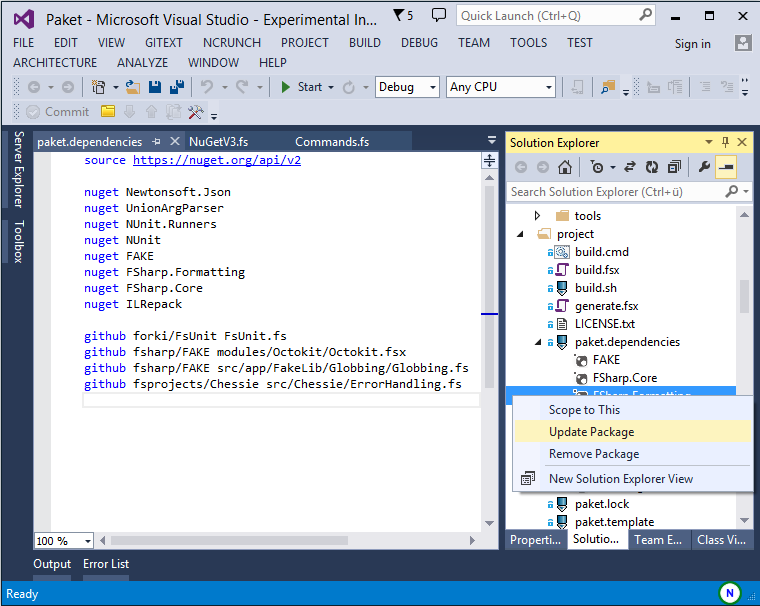 Paket - Microsoft Visual Studio - Experimental In...
5
Quick Launch (Ctrl+Q)
FILE EDIT VIEW GITEXT NCRUNCH PROJECT BUILD DEBUG TEAM TOOLS TEST
Sign in
ARCHITECTURE ANALYZE WINDOW HELP
Start Debug Any CPU
Commit
Server Explorer
Toolbox
paket.dependencies NuGetV3.fs Commands.fs
source https://nuget.org/api/v2
nuget Newtonsoft.Json
nuget UnionArgParser
nuget NUnit.Runners
nuget NUnit
nuget FAKE
nuget FSharp.Formatting
nuget FSharp.Core
nuget ILRepack
github forki/FsUnit FsUnit.fs
github fsharp/FAKE modules/Octokit/Octokit.fsx
github fsharp/FAKE src/app/FakeLib/Globbing/Globbing.fs
github fsprojects/Chessie src/Chessie/ErrorHandling.fs
100 %
Solution Explorer
Search Solution Explorer (Ctrl+ü)
tools
project
build.cmd
build.fsx
build.sh
generate.fsx
LICENSE.txt
paket.dependencies
FAKE
FSharp.Core
FSharp.Formatting
Scope to This
Update Package
Remove Package
New Solution Explorer View
paket.lock
paket.template
Properti... Solutio... Team E... Class Vi...
Output Error List
Ready
N